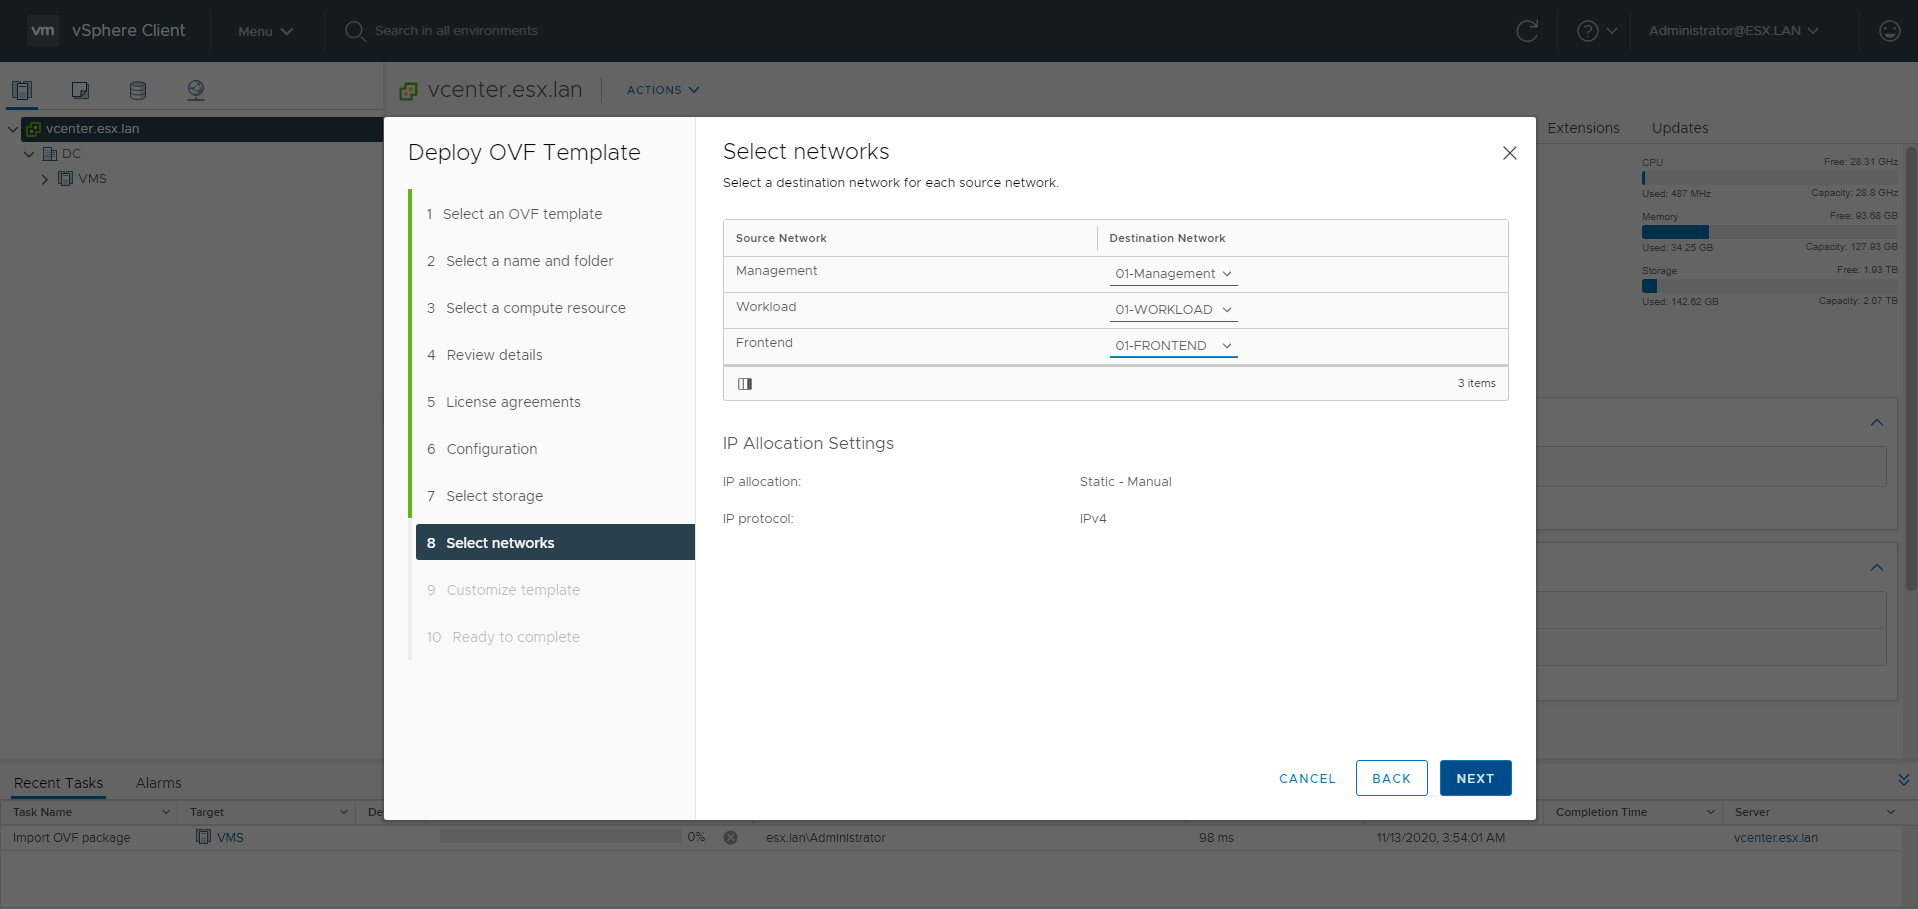 vm vSphere Client Menu Search in all environments Administrator@ESX.LAN
vcenter.esx.lan ACTIONS
vcenter.esx.lan
DC
VMS
Extensions Updates
Deploy OVF Template
1 Select an OVF template
2 Select a name and folder
3 Select a compute resource
4 Review details
5 License agreements
6 Configuration
7 Select storage
8 Select networks
9 Customize template
10 Ready to complete
Select networks
Select a destination network for each source network.
Source Network Destination Network
Management 01-Management
Workload 01-WORKLOAD
Frontend 01-FRONTEND
3 items
IP Allocation Settings
IP allocation: Static - Manual
IP protocol: IPv4
CANCEL BACK NEXT
CPU Free: 28.31 GHz
Used: 487 MHz Capacity: 28.8 GHz
Memory Free: 93.68 GB
Used: 34.25 GB Capacity: 127.93 GB
Storage Free: 1.93 TB
Used: 142.62 GB Capacity: 2.07 TB
Recent Tasks Alarms
Task Name Target De Completion Time Server
Import OVF package VMS 0% esx.lan\Administrator 98 ms 11/13/2020, 3:54:01 AM vcenter.esx.lan